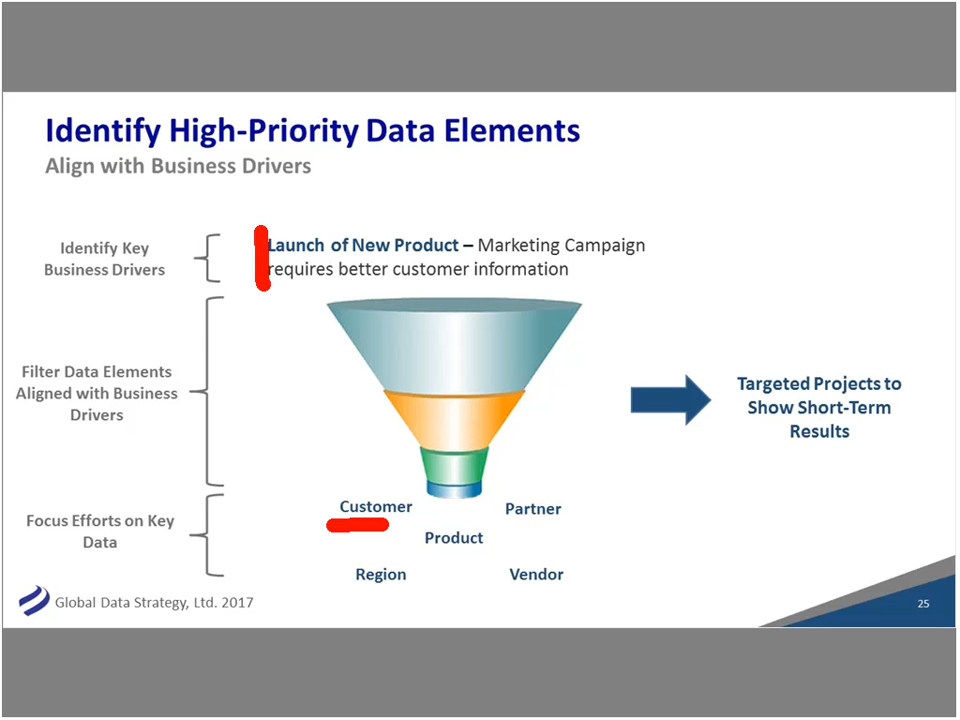 Identify High-Priority Data Elements
Align with Business Drivers
Identify Key
Business Drivers
Launch of New Product – Marketing Campaign
requires better customer information
Filter Data Elements
Aligned with Business
Drivers
Targeted Projects to
Show Short-Term
Results
Focus Efforts on Key
Data
Customer
Partner
Product
Region
Vendor
Global Data Strategy, Ltd. 2017
25